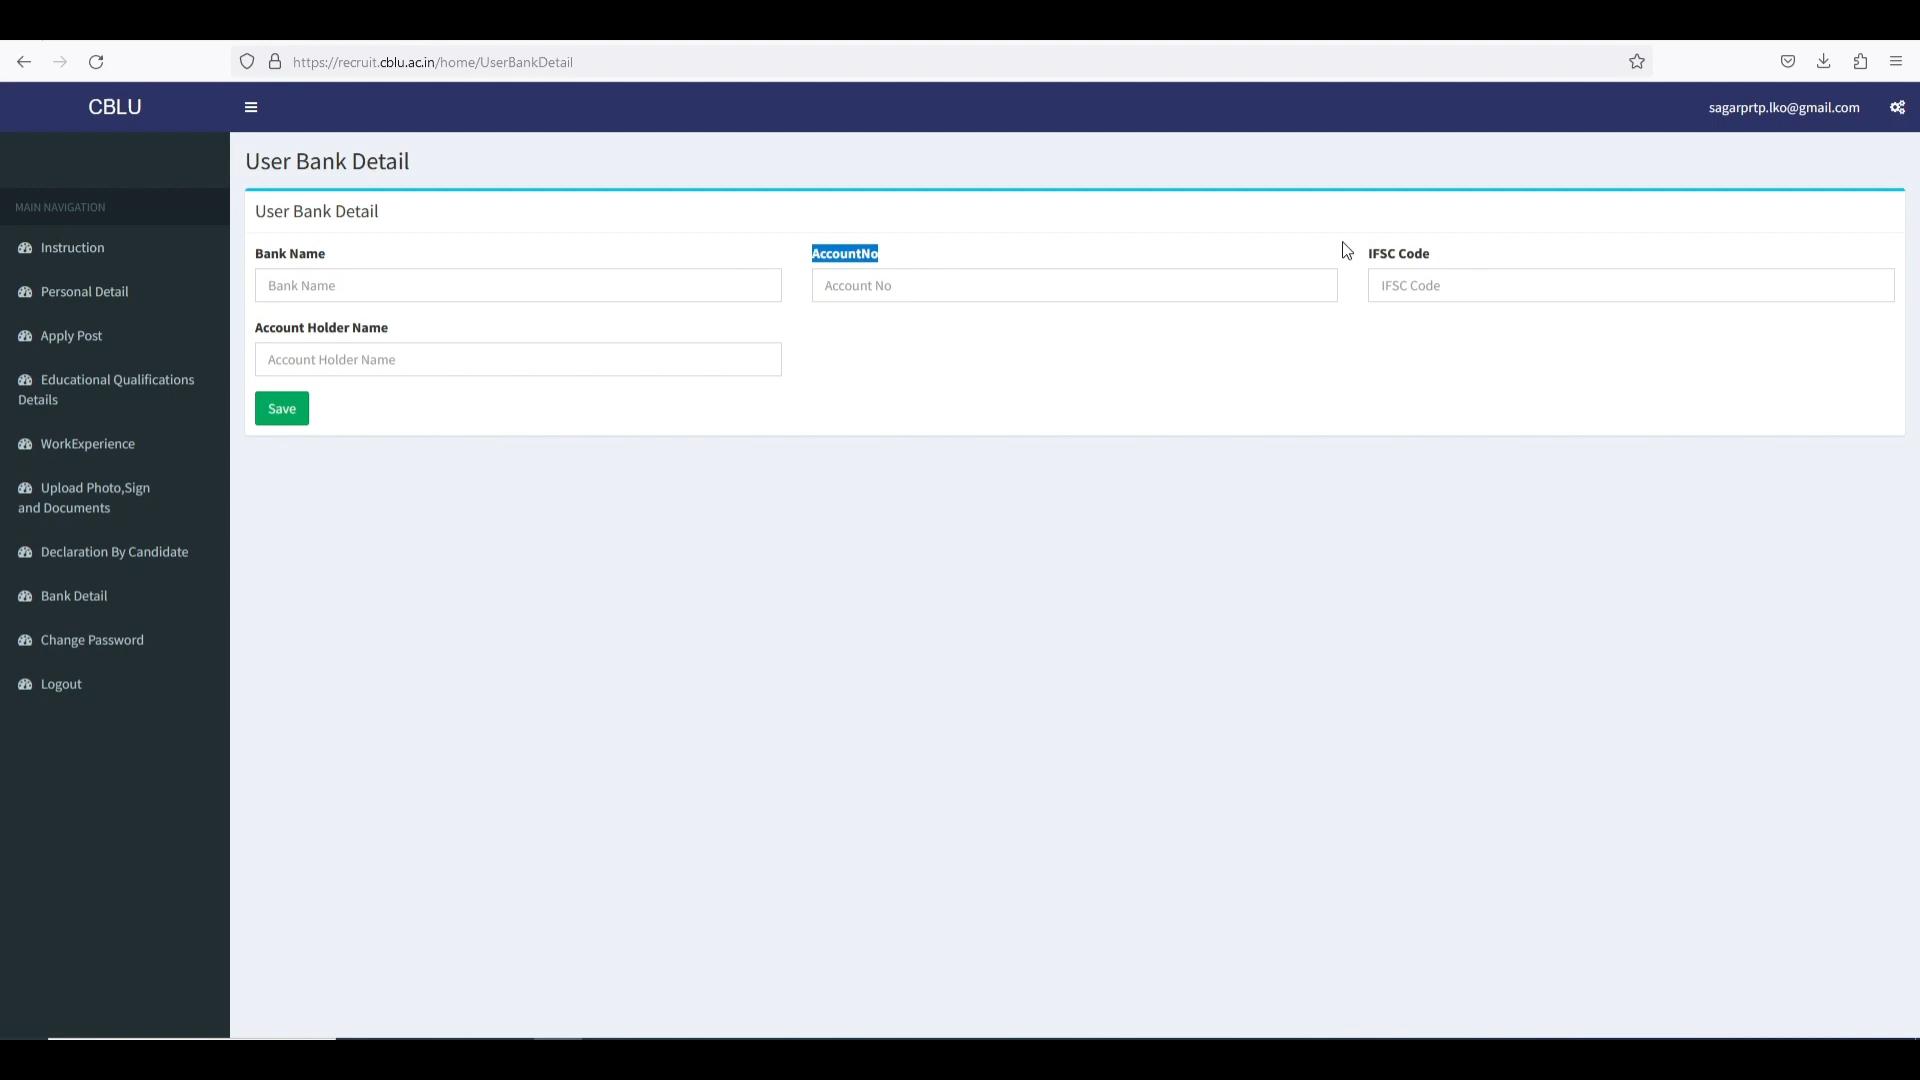 https://recruit.cblu.ac.in/home/UserBankDetail
CBLU
sagarprtp.lko@gmail.com
User Bank Detail
MAIN NAVIGATION
Instruction
Personal Detail
Apply Post
Educational Qualifications
Details
WorkExperience
Upload Photo,Sign
and Documents
Declaration By Candidate
Bank Detail
Change Password
Logout
User Bank Detail
Bank Name
Bank Name
AccountNo
Account No
IFSC Code
IFSC Code
Account Holder Name
Account Holder Name
Save